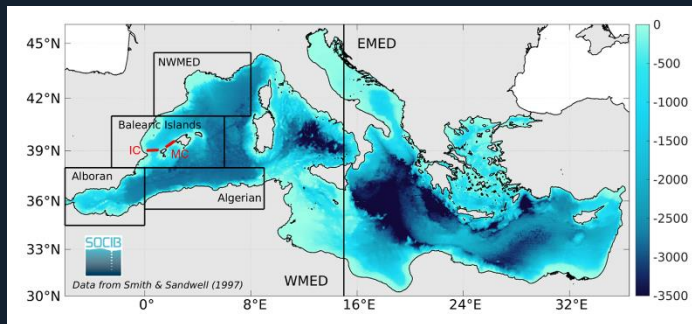 45°N
42°N
39°N
36°N
33°N
30°N
0°E
8°E
16°E
24°E
32°E
NWMED
EMED
Balearic Islands
IC
MC
Alboran
Algerian
WMED
SOCIB
Data from Smith & Sandwell (1997)
0
-500
-1000
-1500
-2000
-2500
-3000
-3500